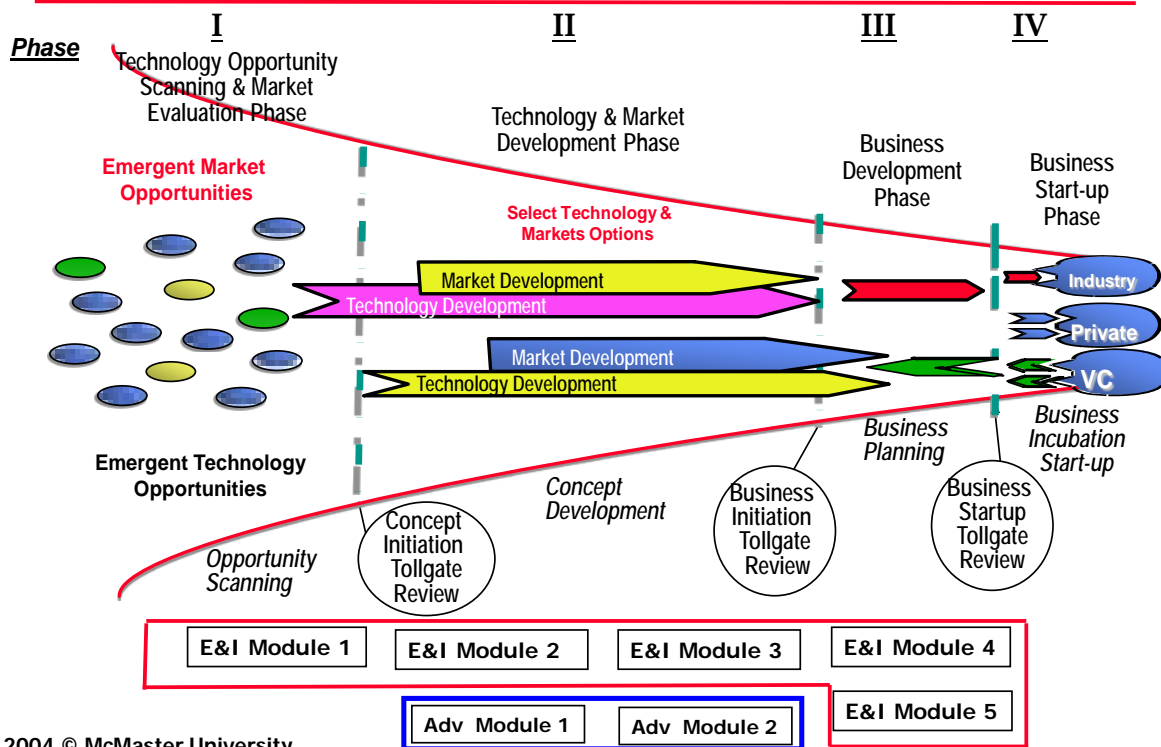 I
II
III
IV
Phase
Technology Opportunity
Scanning & Market
Evaluation Phase
Technology & Market
Development Phase
Business
Development
Phase
Business
Start-up
Phase
Emergent Market
Opportunities
Select Technology &
Markets Options
Market Development
Technology Development
Market Development
Technology Development
Industry
Private
VC
Emergent Technology
Opportunities
Opportunity
Scanning
Concept
Initiation
Tollgate
Review
Concept
Development
Business
Initiation
Tollgate
Review
Business
Planning
Business
Startup
Tollgate
Review
Business
Incubation
Start-up
E&I Module 1
E&I Module 2
E&I Module 3
E&I Module 4
Adv Module 1
Adv Module 2
E&I Module 5
2004 © McMaster University